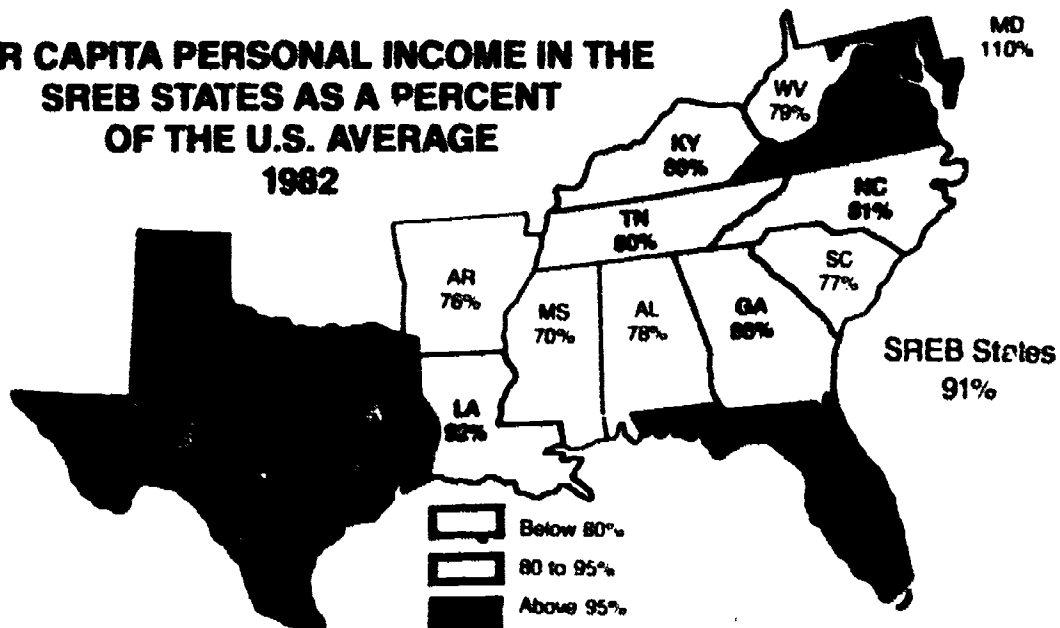 R CAPITA PERSONAL INCOME IN THE
SREB STATES AS A PERCENT
OF THE U.S. AVERAGE
1982
MD
110%
WV
79%
KY
NC
81%
TN
80%
SC
77%
AR
76%
MS
70%
AL
78%
GA
SREB States
91%
LA
92%
Below 80%
80 to 95%
Above 95%